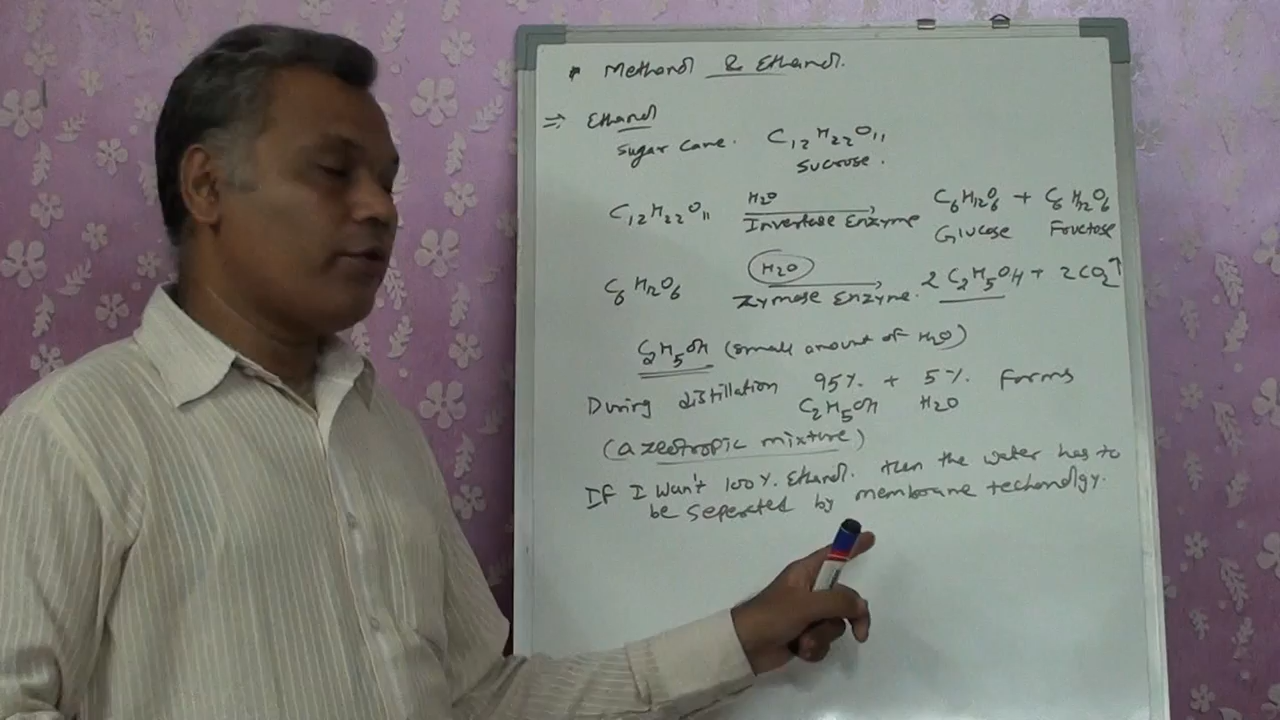 • Methanol & Ethanol.
⇒ Ethanol
Sugar Cane. C₁₂H₂₂O₁₁
Sucrose.
C₁₂H₂₂O₁₁ H₂O Invertase Enzyme → C₆H₁₂O₆ + C₆H₁₂O₆
Glucose Fructose
C₆H₁₂O₆ H₂O Zymase Enzyme. → 2 C₂H₅OH + 2CO₂↑
C₂H₅OH (small amount of H₂O)
During distillation 95%. + 5%. forms
C₂H₅OH H₂O
(azeotropic mixture)
If I want 100%. Ethanol. then the water has to
be seperated by membrane techonolgy.